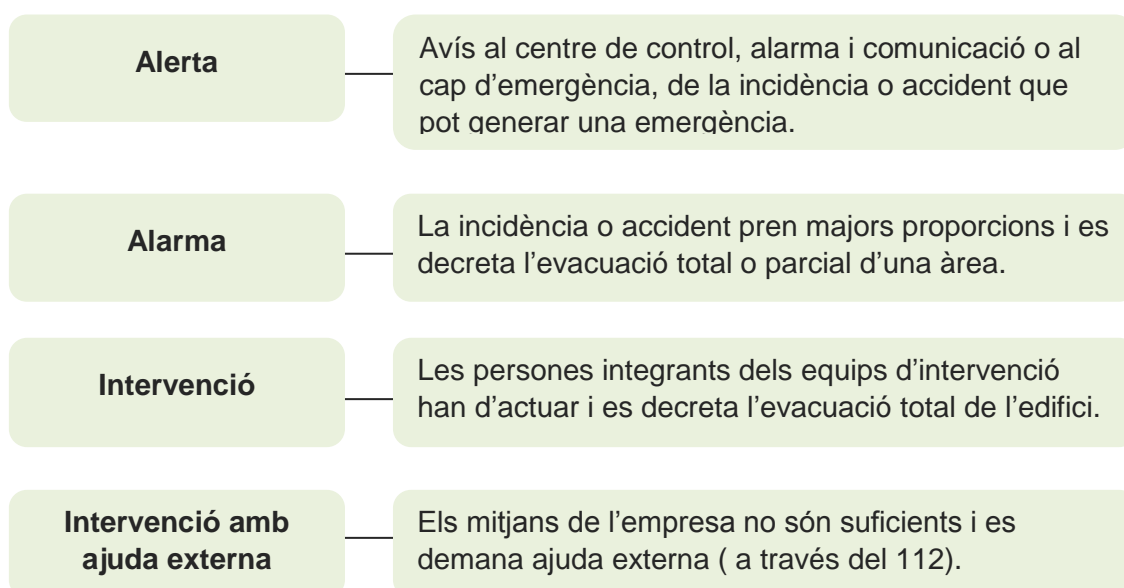 Alerta
Avís al centre de control, alarma i comunicació o al
cap d’emergència, de la incidència o accident que
pot generar una emergència.
Alarma
La incidència o accident pren majors proporcions i es
decreta l’evacuació total o parcial d’una àrea.
Intervenció
Les persones integrants dels equips d’intervenció
han d’actuar i es decreta l’evacuació total de l’edifici.
Intervenció amb
ajuda externa
Els mitjans de l’empresa no són suficients i es
demana ajuda externa ( a través del 112).